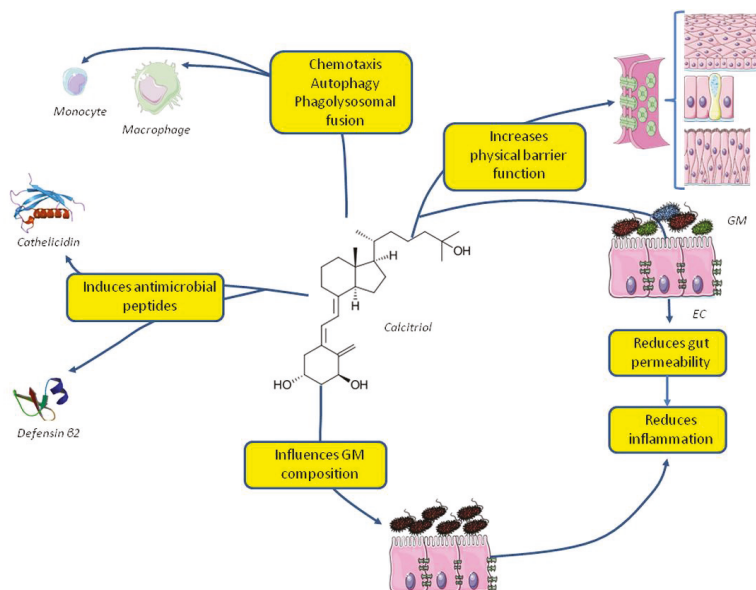 Chemotaxis
Autophagy
Phagolysosomal
fusion
Monocyte
Macrophage
Increases
physical barrier
function
GM
Cathelicidin
OH
Induces antimicrobial
peptides
H
H
Calcitriol
EC
Reduces gut
permeability
HO
OH
Defensin β2
Reduces
inflammation
Influences GM
composition